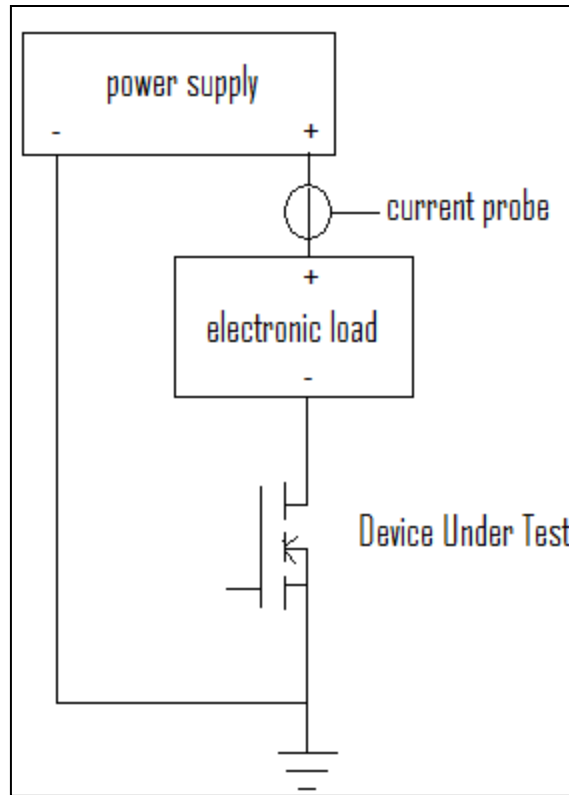 power supply
- +
current probe
+
electronic load
-
Device Under Test